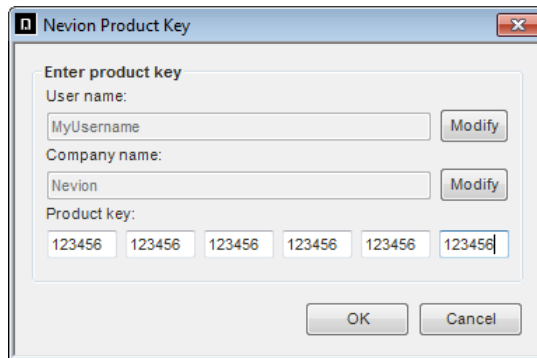 Nevion Product Key
Enter product key
User name:
MyUsername Modify
Company name:
Nevion Modify
Product key:
123456 123456 123456 123456 123456 123456
OK Cancel